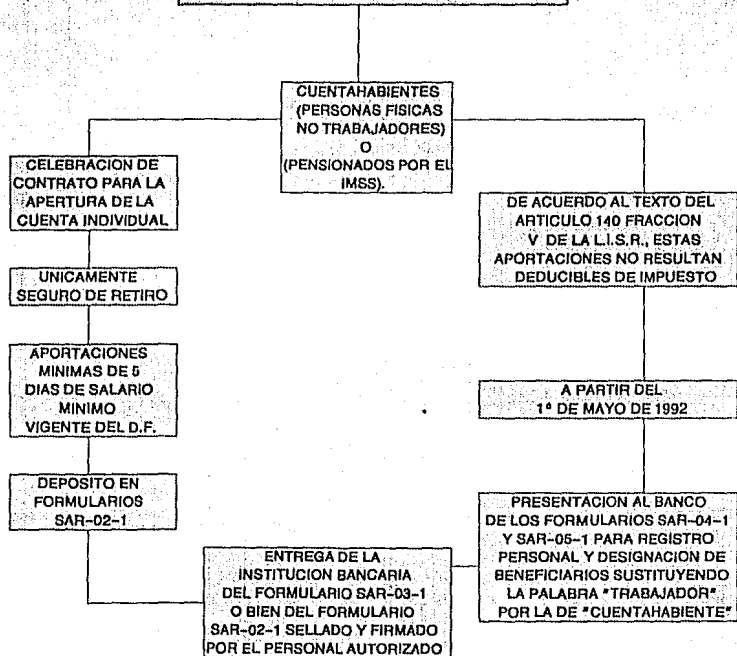 CUENTAHABIENTES
(PERSONAS FISICAS
NO TRABAJADORES)
O
(PENSIONADOS POR EL
IMSS).
CELEBRACION DE
CONTRATO PARA LA
APERTURA DE LA
CUENTA INDIVIDUAL
UNICAMENTE
SEGURO DE RETIRO
APORTACIONES
MINIMAS DE 5
DIAS DE SALARIO
MINIMO
VIGENTE DEL D.F.
DEPOSITO EN
FORMULARIOS
SAR-02-1
ENTREGA DE LA
INSTITUCION BANCARIA
DEL FORMULARIO SAR-03-1
O BIEN DEL FORMULARIO
SAR-02-1 SELLADO Y FIRMADO
POR EL PERSONAL AUTORIZADO
DE ACUERDO AL TEXTO DEL
ARTICULO 140 FRACCION
V DE LA L.I.S.R., ESTAS
APORTACIONES NO RESULTAN
DEDUCIBLES DE IMPUESTO
A PARTIR DEL
1º DE MAYO DE 1992
PRESENTACION AL BANCO
DE LOS FORMULARIOS SAR-04-1
Y SAR-05-1 PARA REGISTRO
PERSONAL Y DESIGNACION DE
BENEFICIARIOS SUSTITUYENDO
LA PALABRA "TRABAJADOR"
POR LA DE "CUENTAHABIENTE"